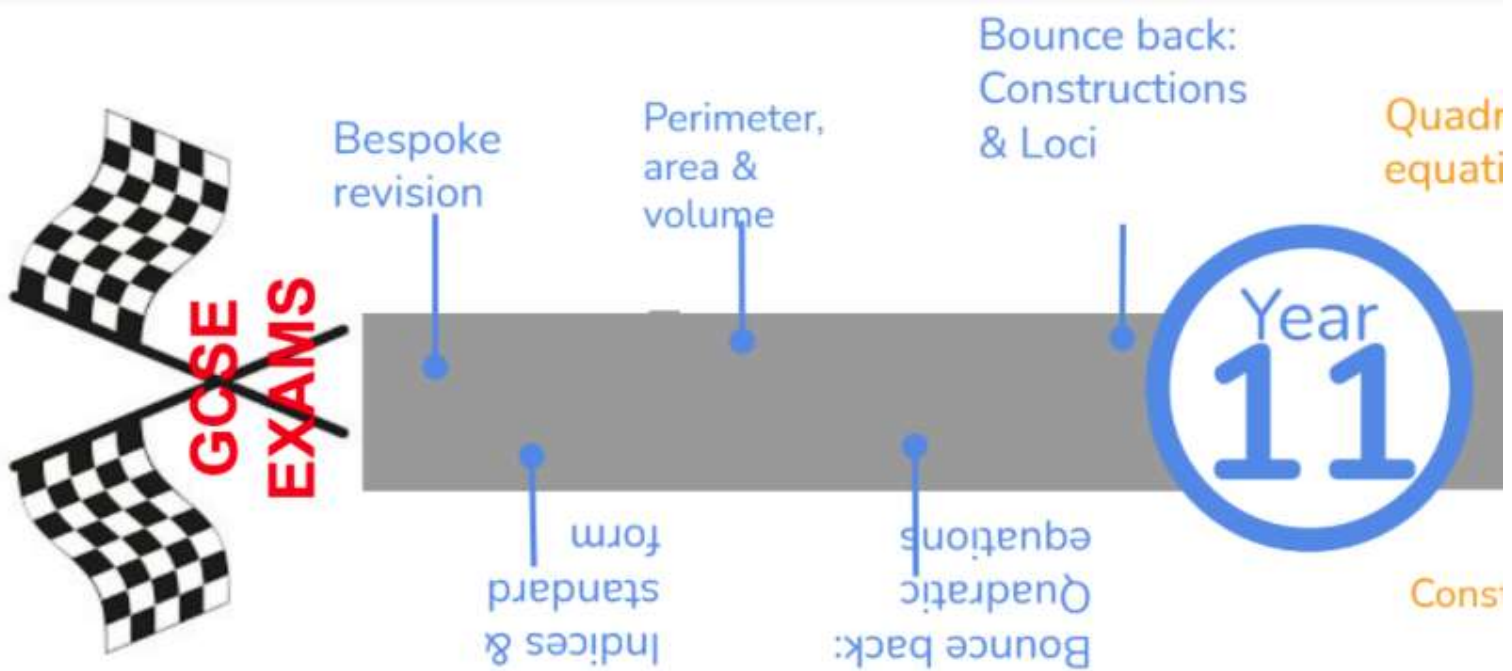 Bespoke
revision
Perimeter,
area &
volume
Bounce back:
Constructions
& Loci
GCSE
EXAMS
Year
11
Indices &
standard
form
Bounce back:
Quadratic
equations